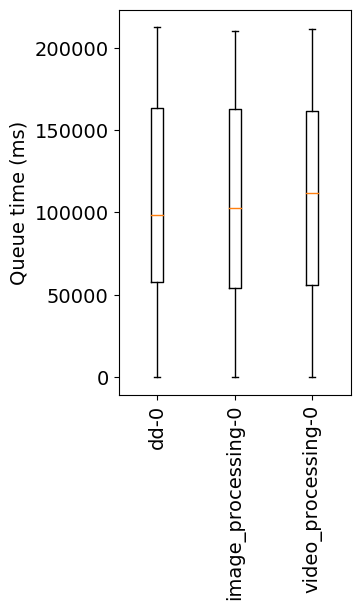 Queue time (ms)
200000
150000
100000
50000
0
dd-0
image_processing-0
video_processing-0